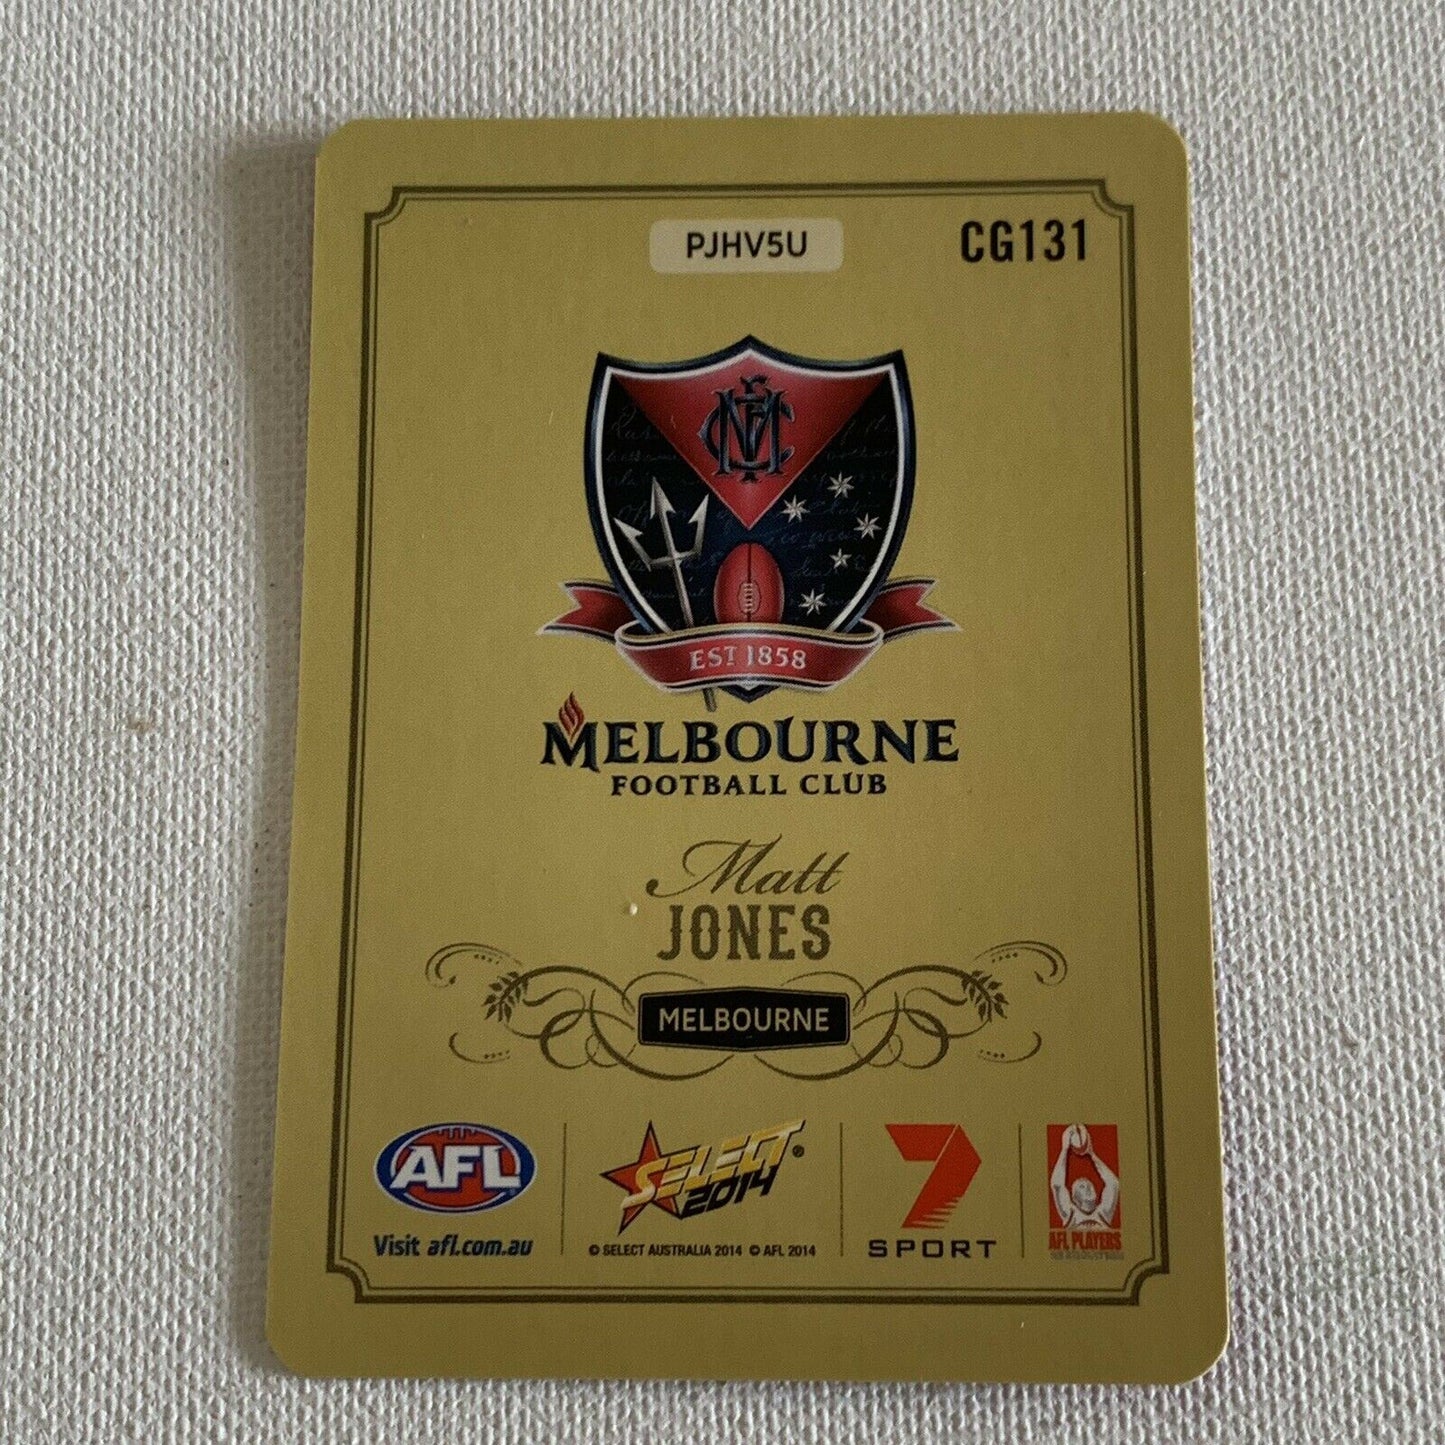 PJHV5U
CG131
MFC
EST 1858
MELBOURNE
FOOTBALL CLUB
Matt
JONES
MELBOURNE
AFL
Visit afl.com.au
SELECT
2014
© SELECT AUSTRALIA 2014 © AFL 2014
7
SPORT
AFL PLAYERS